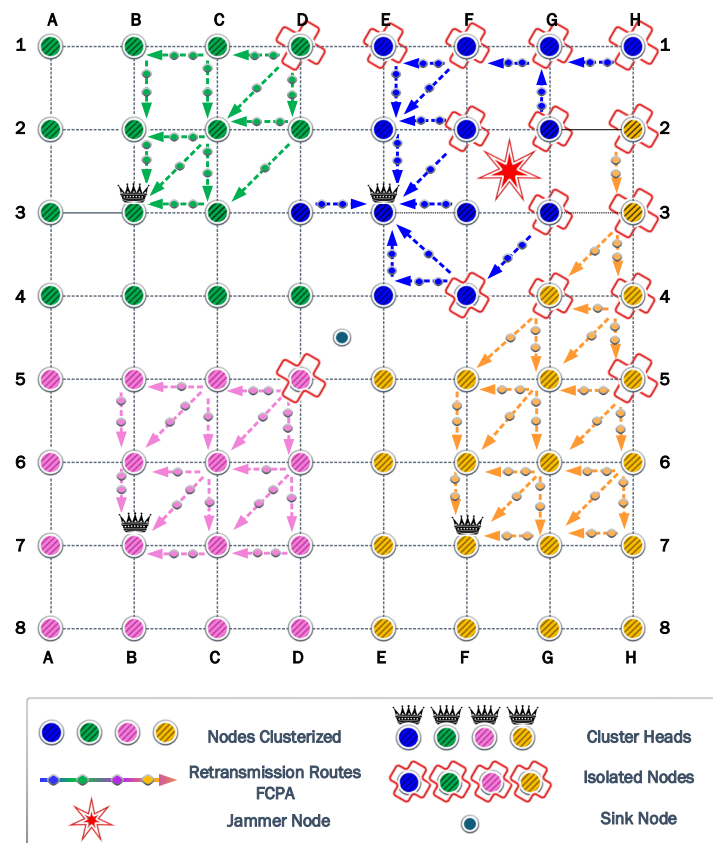 A B C D E F G H
1 1
2 2
3 3
4 4
5 5
6 6
7 7
8 8
A B C D E F G H
Nodes Clusterized
Cluster Heads
Retransmission Routes
FCPA
Isolated Nodes
Jammer Node
Sink Node